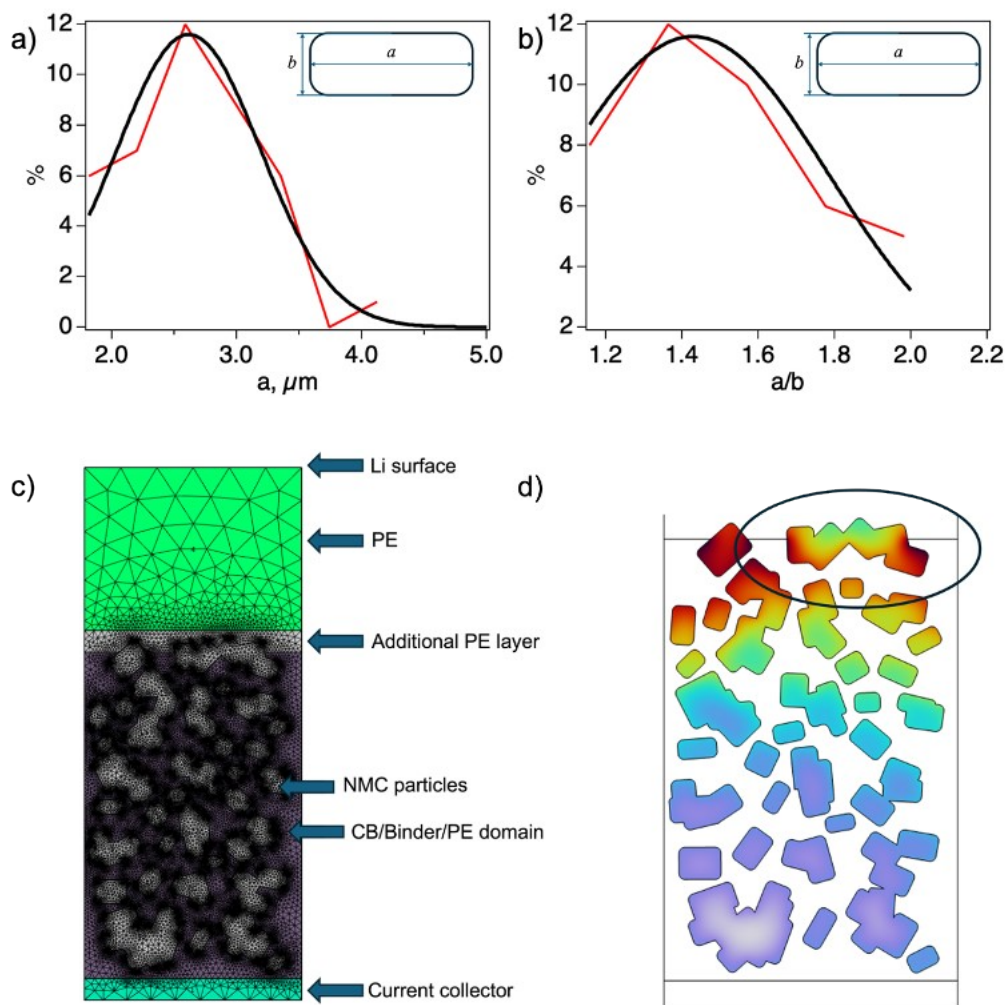 a)
12
10
8
6
4
2
0
%
b
a
2.0 3.0 4.0 5.0
a, µm
b)
12
10
8
6
4
2
%
b
a
1.2 1.4 1.6 1.8 2.0 2.2
a/b
c)
Li surface
PE
Additional PE layer
NMC particles
CB/Binder/PE domain
Current collector
d)